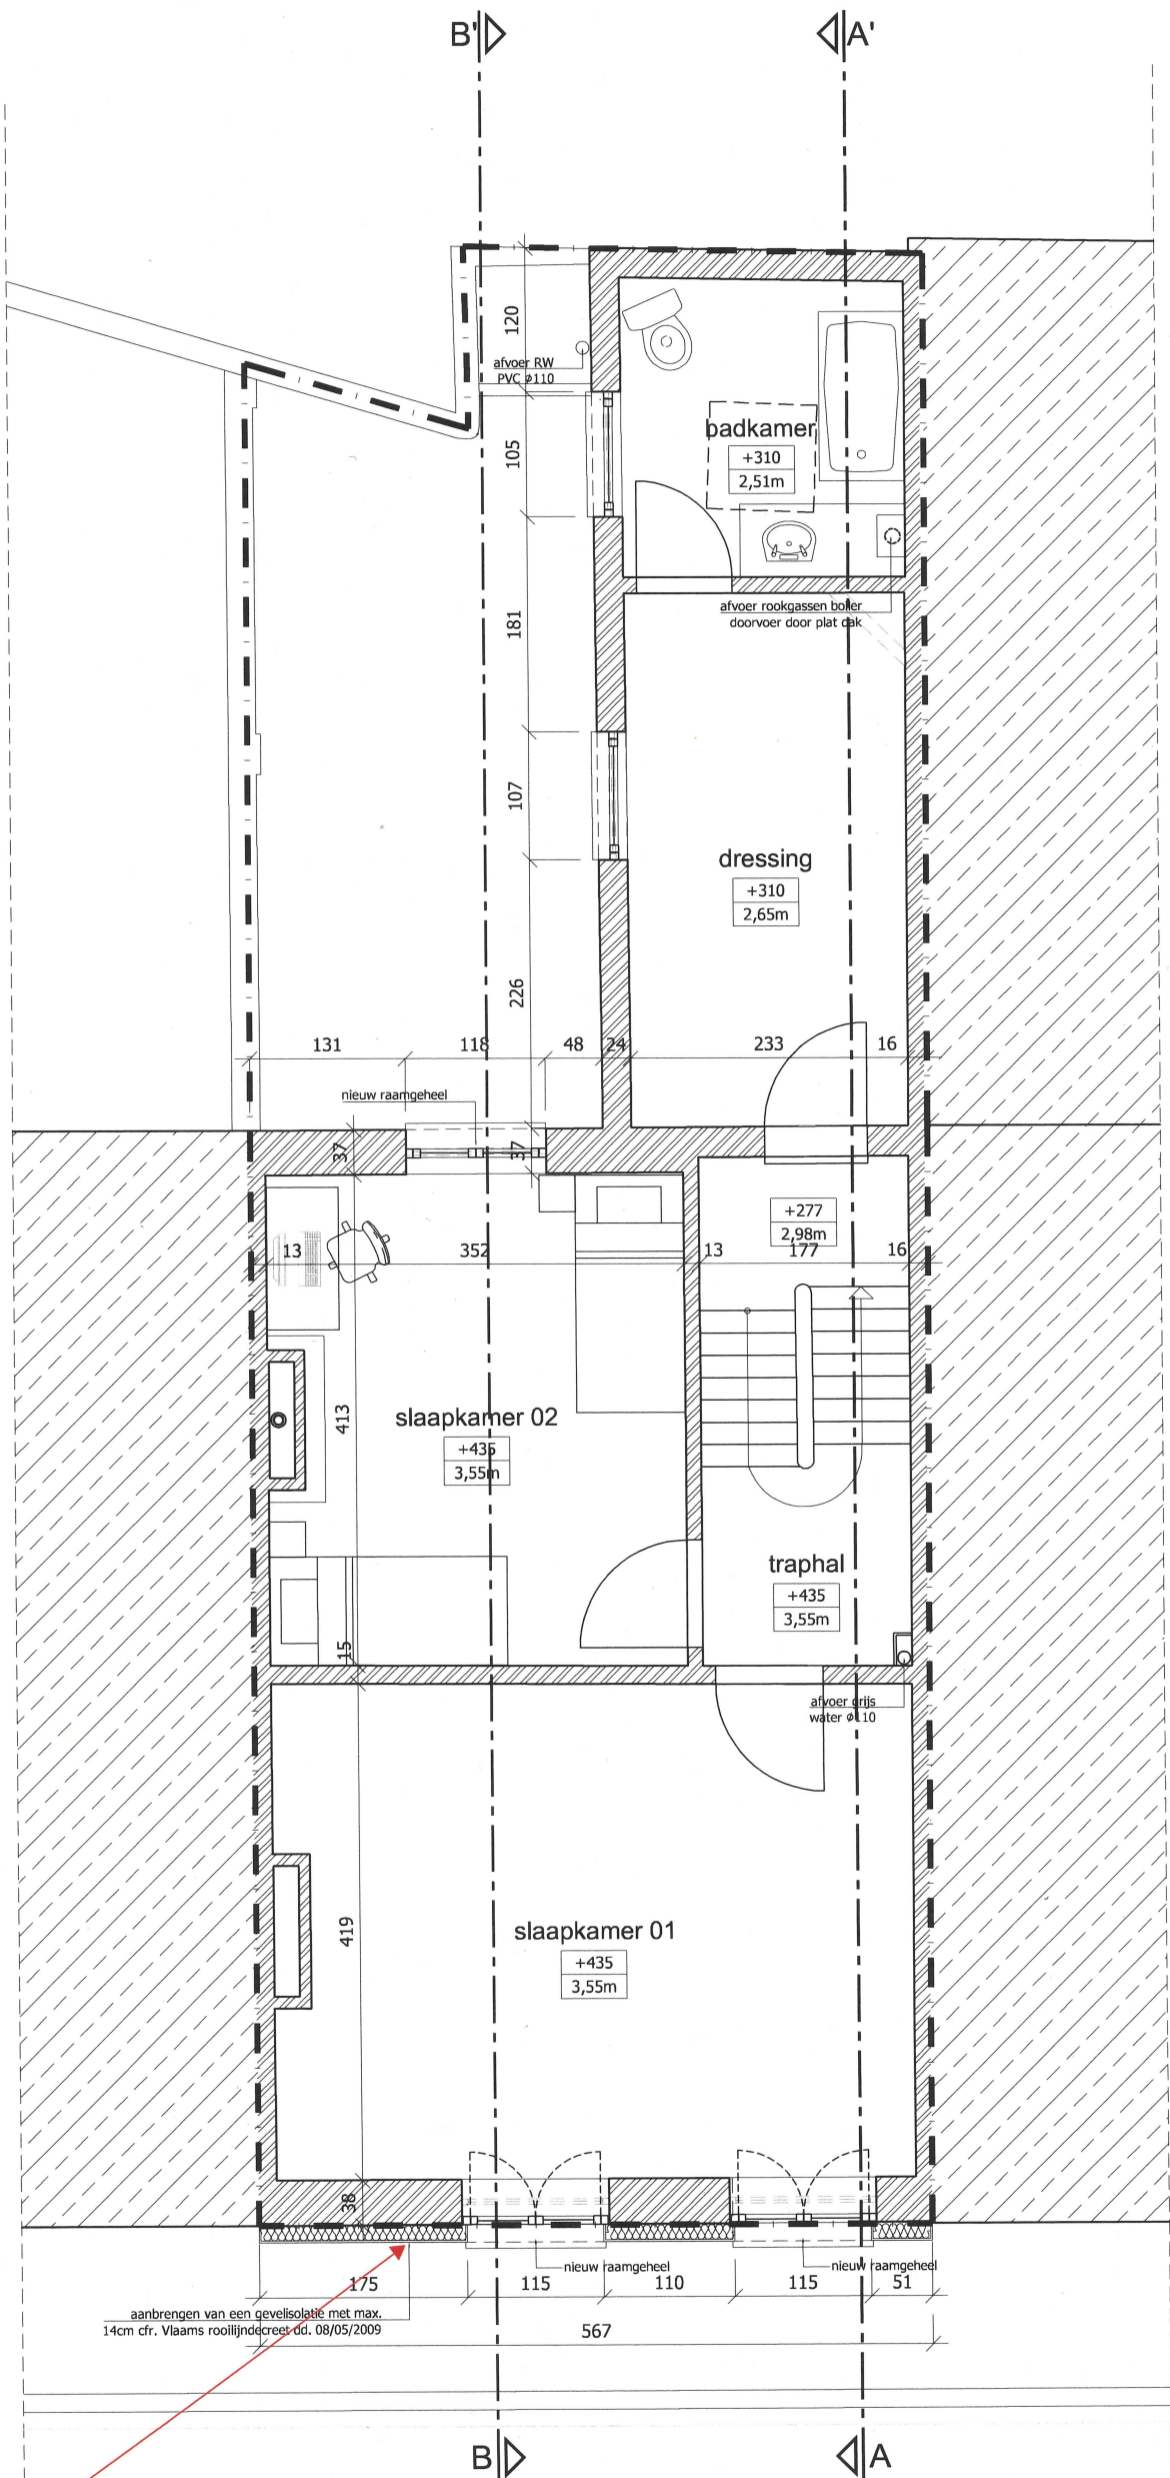 B'
A'
120
afvoer RW
PVC ⌀110
105
badkamer
+310
2,51m
afvoer rookgassen boiler
doorvoer door plat dak
181
107
dressing
+310
2,65m
226
131
118
48
24
233
16
nieuw raamgeheel
37
37
+277
2,98m
13
352
13
177
16
413
slaapkamer 02
+435
3,55m
traphal
+435
3,55m
15
afvoer grijs
water ⌀110
419
slaapkamer 01
+435
3,55m
38
nieuw raamgeheel
nieuw raamgeheel
175
115
110
115
51
aanbrengen van een gevelisolatie met max.
14cm cfr. Vlaams rooilijndecreet dd. 08/05/2009
567
B
A